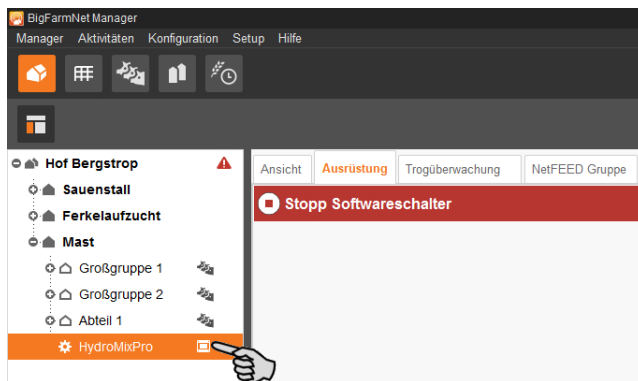 BigFarmNet Manager
Manager Aktivitäten Konfiguration Setup Hilfe
Hof Bergstrop
Sauenstall
Ferkelaufzucht
Mast
Großgruppe 1
Großgruppe 2
Abteil 1
HydroMixPro
Ansicht Ausrüstung Trogüberwachung NetFEED Gruppe
Stopp Softwareschalter